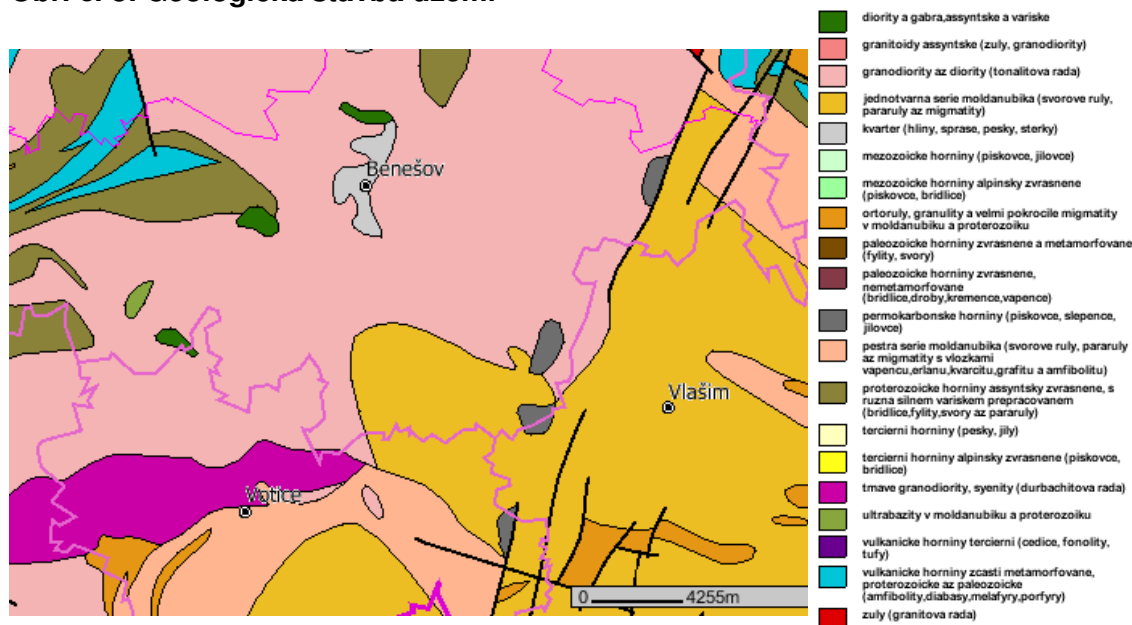 diority a gabra,assyntske a variske
granitoidy assyntske (zuly, granodiority)
granodiority az diority (tonalitova rada)
jednotvarna serie moldanubika (svorove ruly,
pararuly az migmatity)
kvarter (hliny, sprase, pesky, sterky)
mezozoicke horniny (piskovce, jilovce)
mezozoicke horniny alpinsky zvrasnene
(piskovce, bridlice)
ortoruly, granulity a velmi pokrocile migmatity
v moldanubiku a proterozoiku
paleozoicke horniny zvrasnene a metamorfovane
(fylity, svory)
paleozoicke horniny zvrasnene,
nemetamorfovane
(bridlice,droby,kremence,vapence)
permokarbonske horniny (piskovce, slepence,
jilovce)
pestra serie moldanubika (svorove ruly, pararuly
az migmatity s vlozkami
vapencu,erlanu,kvarcitu,grafitu a amfibolitu)
proterozoicke horniny assyntsky zvrasnene, s
ruzna silnem variskem prepracovanem
(bridlice,fylity,svory az pararuly)
tercierni horniny (pesky, jily)
tercierni horniny alpinsky zvrasnene (piskovce,
bridlice)
tmave granodiority, syenity (durbachitova rada)
ultrabazity v moldanubiku a proterozoiku
vulkanicke horniny tercierni (cedice, fonolity,
tufy)
vulkanicke horniny zcasti metamorfovane,
proterozoicke az paleozoicke
(amfibolity,diabasy,melafyry,porfyry)
zuly (granitova rada)
Benešov
Vlašim
Votice
0 4255m